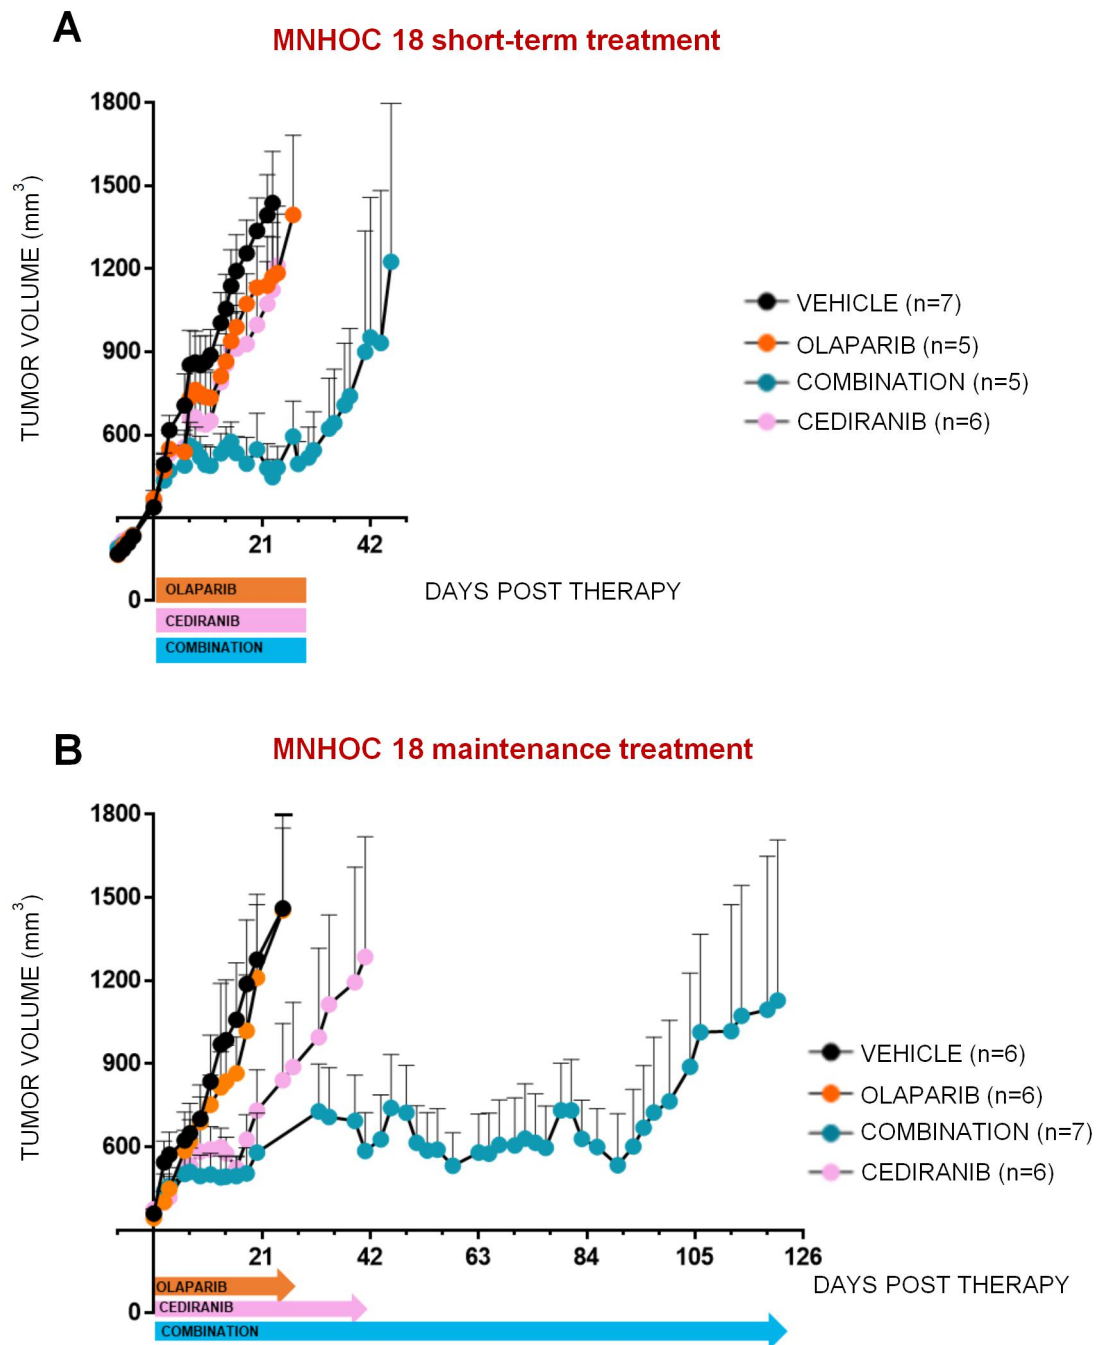 A
MNHOC 18 short-term treatment
TUMOR VOLUME (mm³)
1800
1500
1200
900
600
0
21 42
DAYS POST THERAPY
VEHICLE (n=7)
OLAPARIB (n=5)
COMBINATION (n=5)
CEDIRANIB (n=6)
OLAPARIB
CEDIRANIB
COMBINATION
B
MNHOC 18 maintenance treatment
TUMOR VOLUME (mm³)
1800
1500
1200
900
600
0
21 42 63 84 105 126
DAYS POST THERAPY
VEHICLE (n=6)
OLAPARIB (n=6)
COMBINATION (n=7)
CEDIRANIB (n=6)
OLAPARIB
CEDIRANIB
COMBINATION